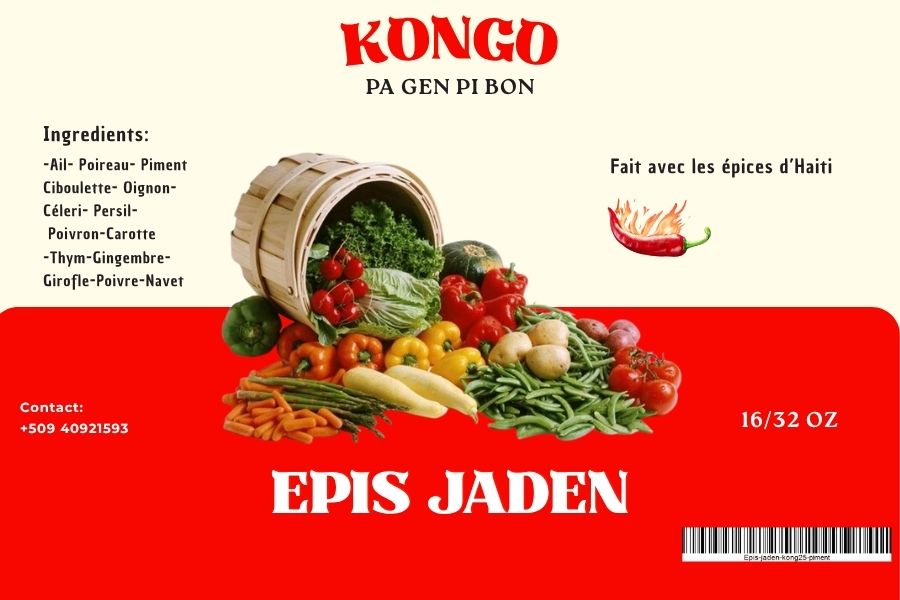 KONGO
PA GEN PI BON
Ingredients:
-Ail- Poireau- Piment
Ciboulette- Oignon-
Céleri- Persil-
Poivron-Carotte
-Thym-Gingembre-
Girofle-Poivre-Navet
Fait avec les épices d'Haiti
Contact:
+509 40921593
16/32 OZ
EPIS JADEN
Epis-jaden-kong25-piment